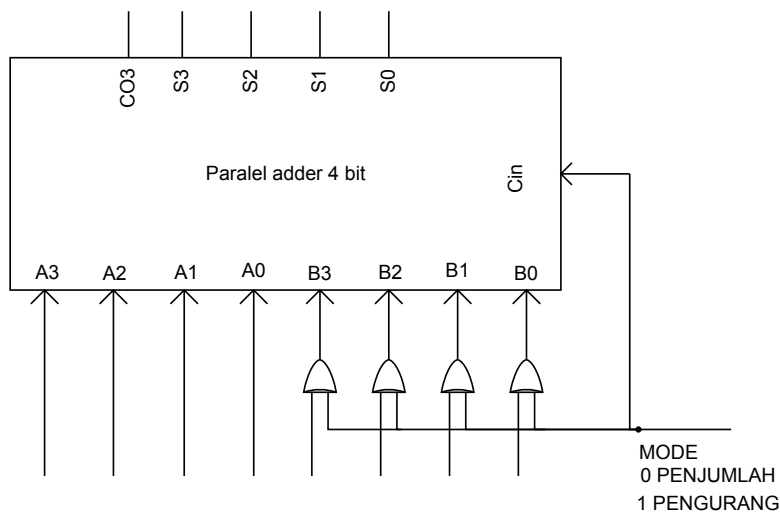 CO3 S3 S2 S1 S0
Paralel adder 4 bit
Cin
A3 A2 A1 A0 B3 B2 B1 B0
MODE
0 PENJUMLAH
1 PENGURANG